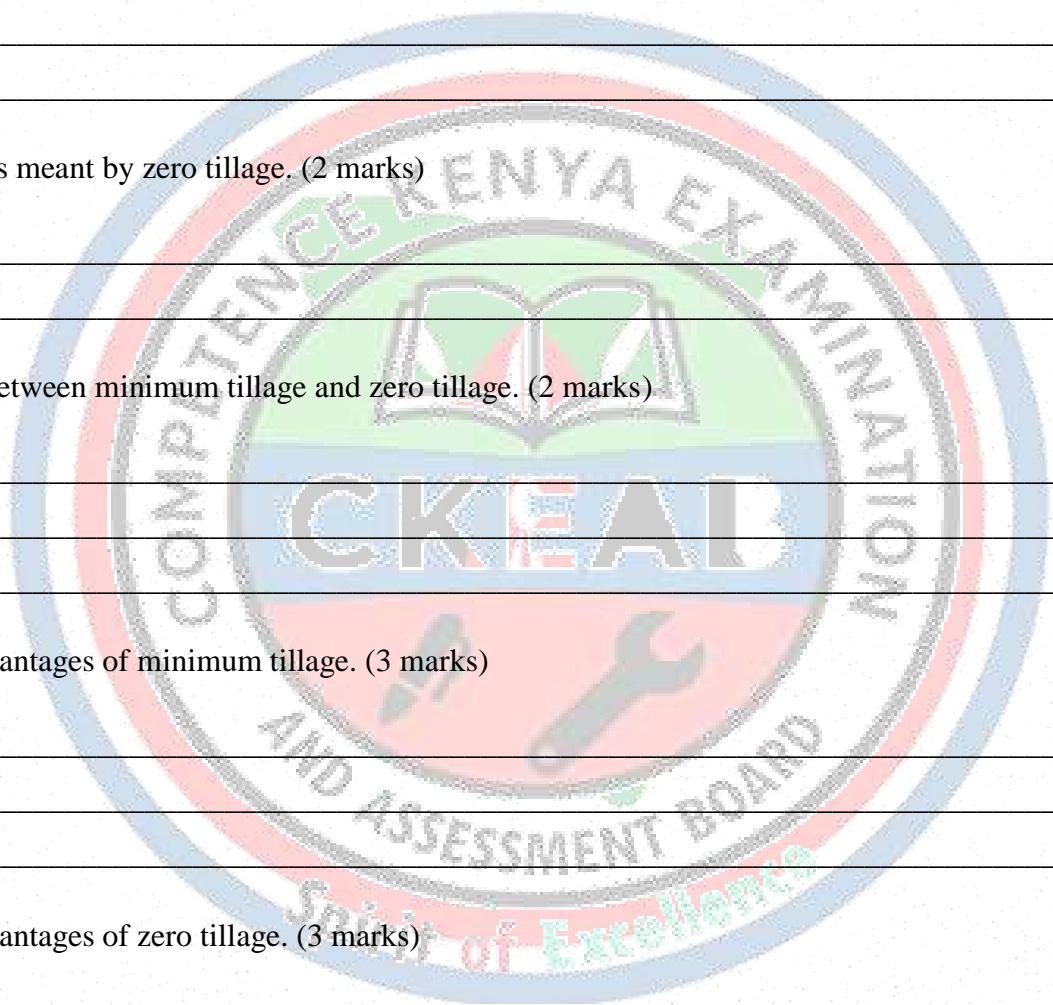 s meant by zero tillage. (2 marks)
etween minimum tillage and zero tillage. (2 marks)
antages of minimum tillage. (3 marks)
antages of zero tillage. (3 marks)
COMPETENCE KENYA EXAMINATION
CKEAB
AND ASSESSMENT BOARD
Spirit of Excellence